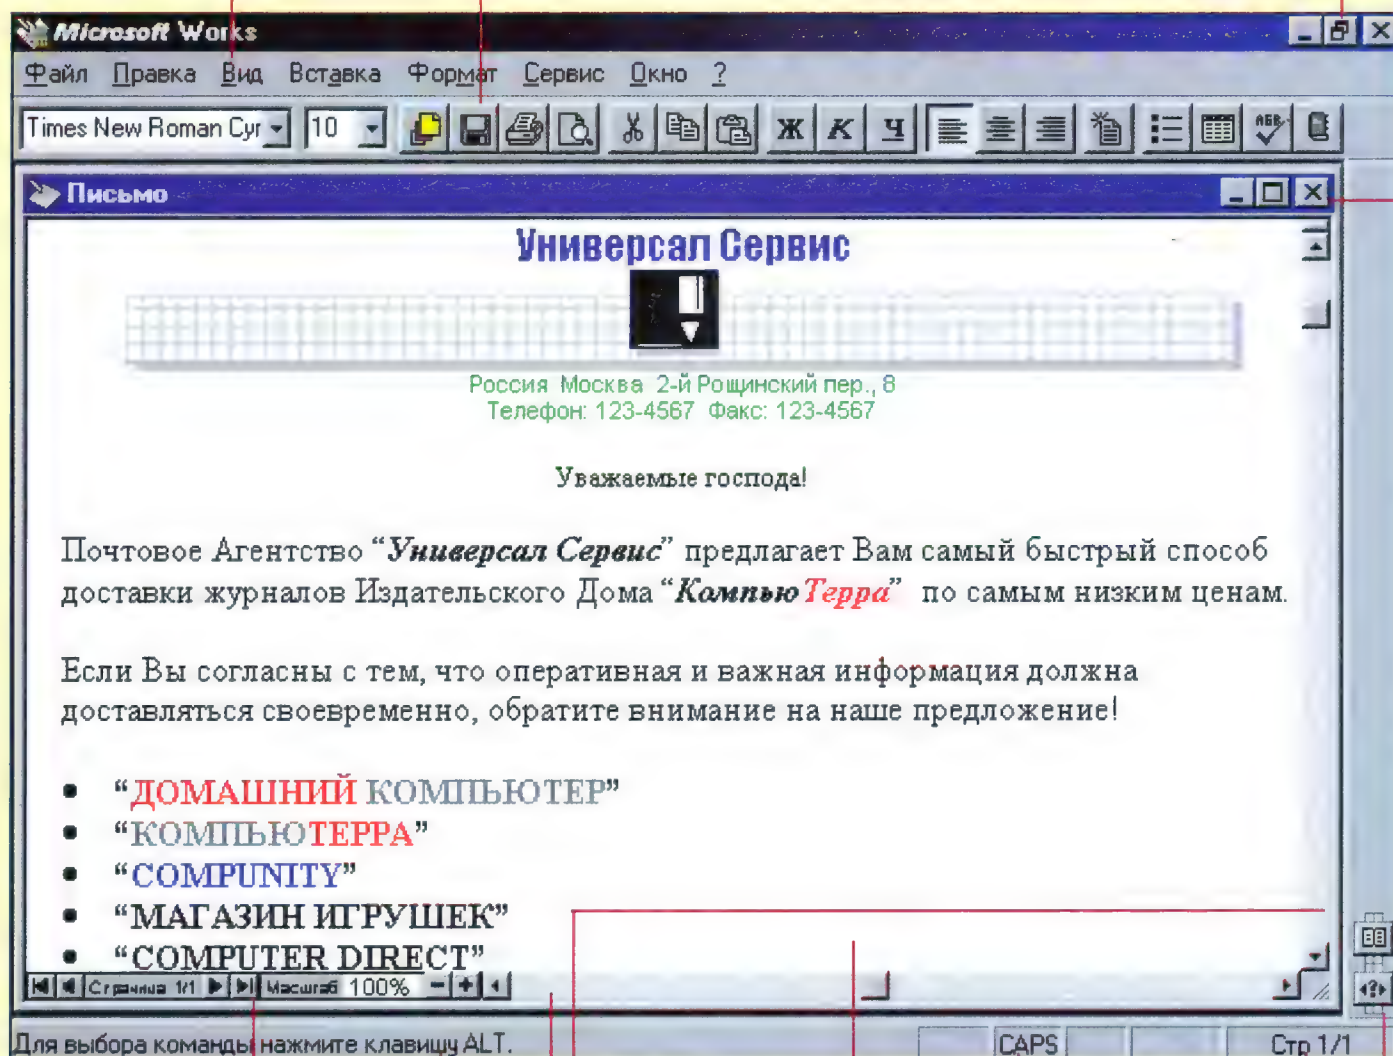 Microsoft Works
Файл Правка Вид Вставка Формат Сервис Окно ?
Times New Roman Cyr 10 Ж К Ч АБВ
Письмо
Универсал Сервис
Россия Москва 2-й Рощинский пер., 8
Телефон: 123-4567 Факс: 123-4567
Уважаемые господа!
Почтовое Агентство “Универсал Сервис” предлагает Вам самый быстрый способ
доставки журналов Издательского Дома “КомпьюТерра” по самым низким ценам.
Если Вы согласны с тем, что оперативная и важная информация должна
доставляться своевременно, обратите внимание на наше предложение!
• “ДОМАШНИЙ КОМПЬЮТЕР”
• “КОМПЬЮТЕРРА”
• “COMPUNITY”
• “МАГАЗИН ИГРУШЕК”
• “COMPUTER DIRECT”
Страница 1/1 Масштаб 100%
Для выбора команды нажмите клавишу ALT. CAPS Стр 1/1